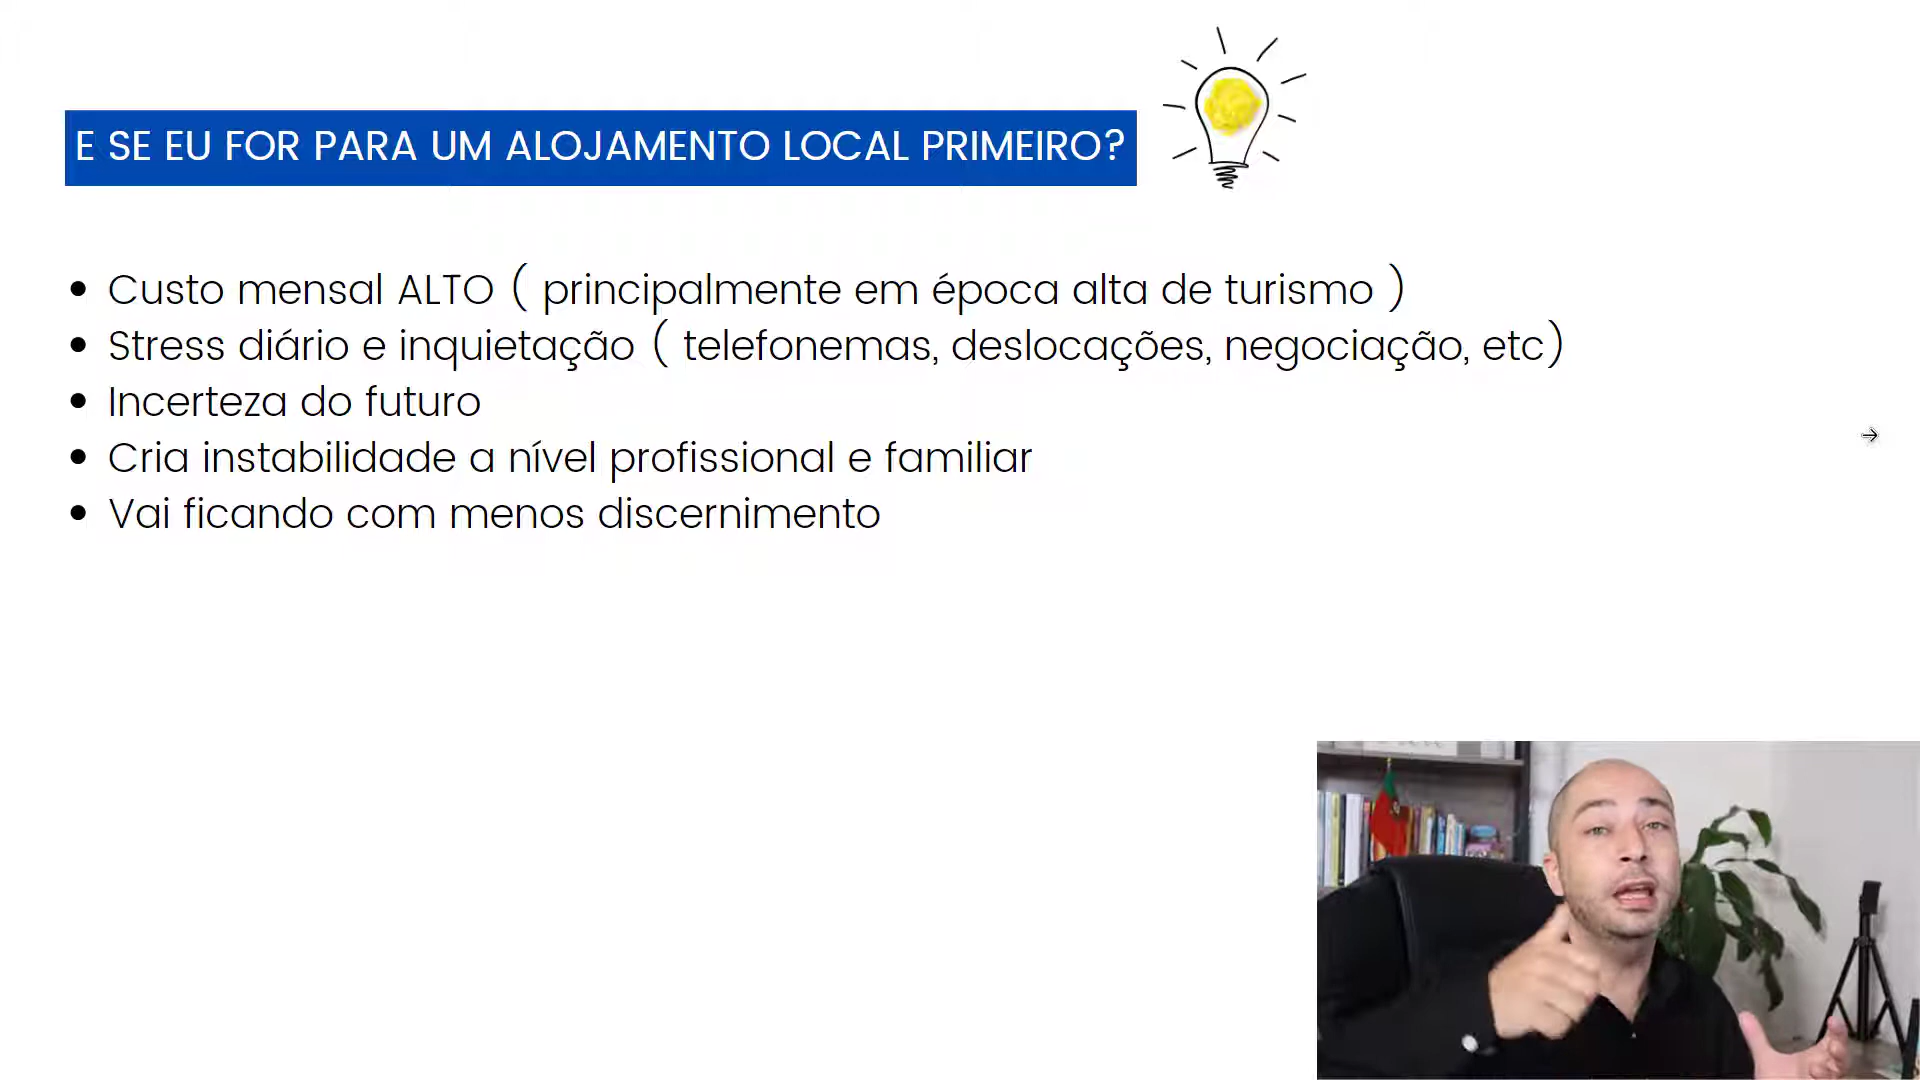 E SE EU FOR PARA UM ALOJAMENTO LOCAL PRIMEIRO?
• Custo mensal ALTO ( principalmente em época alta de turismo )
• Stress diário e inquietação ( telefonemas, deslocações, negociação, etc)
• Incerteza do futuro
• Cria instabilidade a nível profissional e familiar
• Vai ficando com menos discernimento